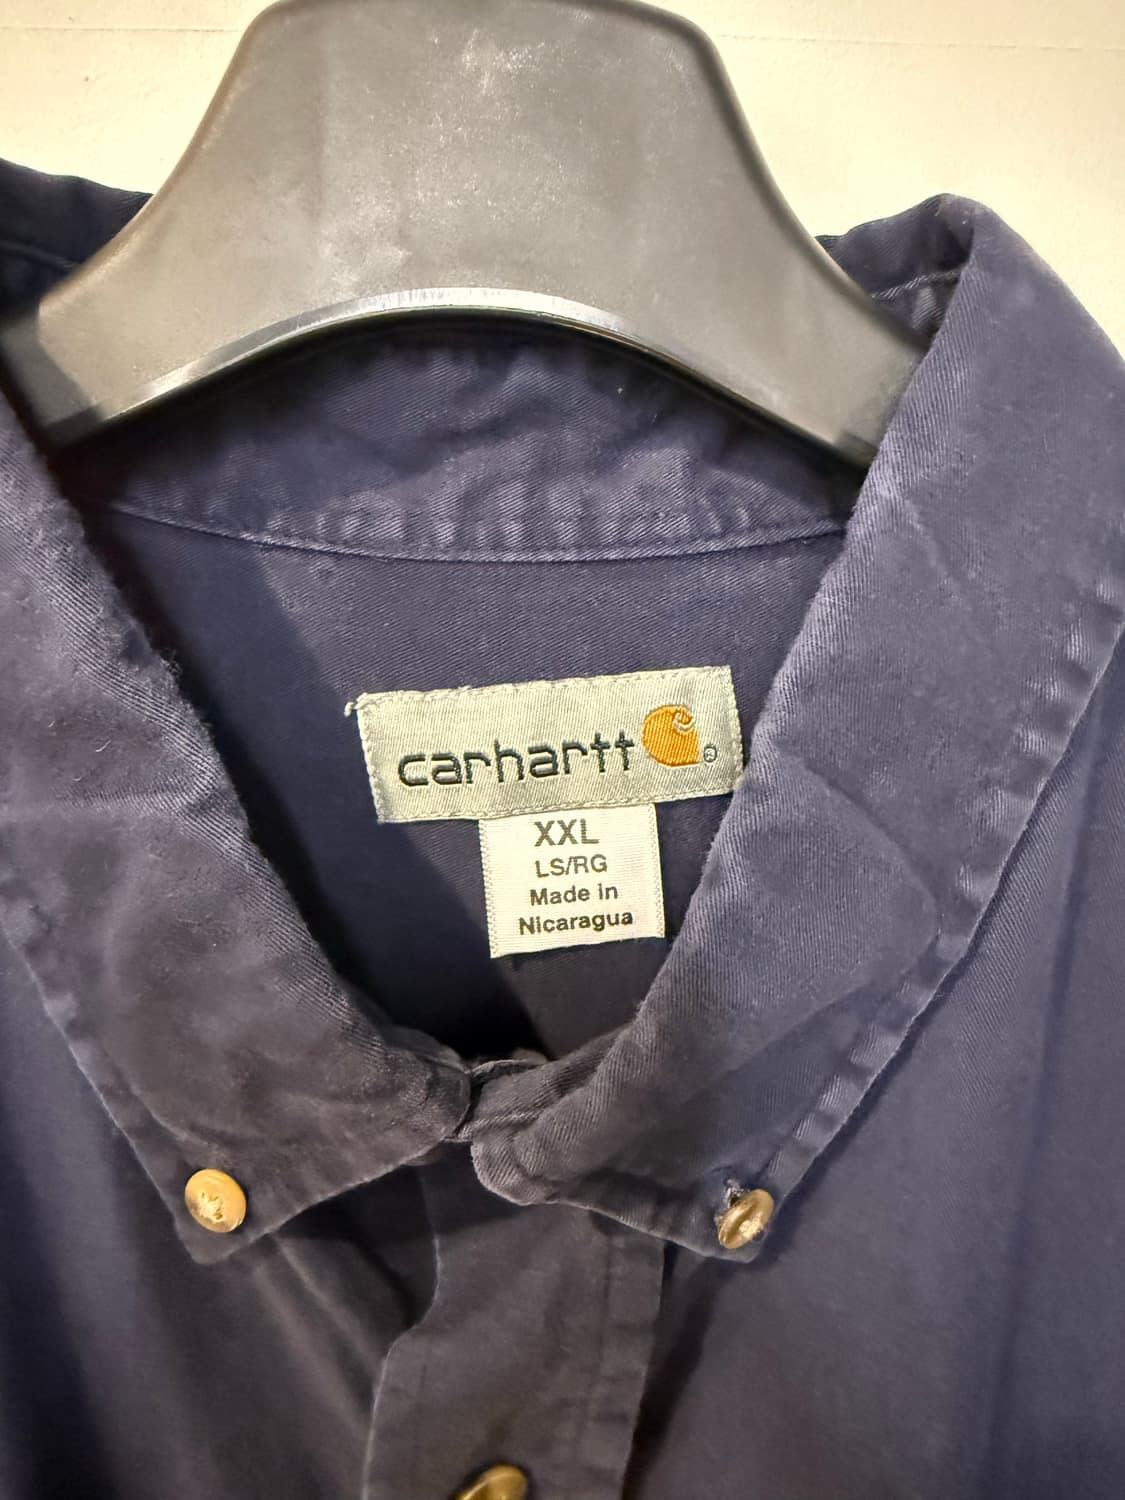 carhartt ®
XXL
LS/RG
Made in
Nicaragua